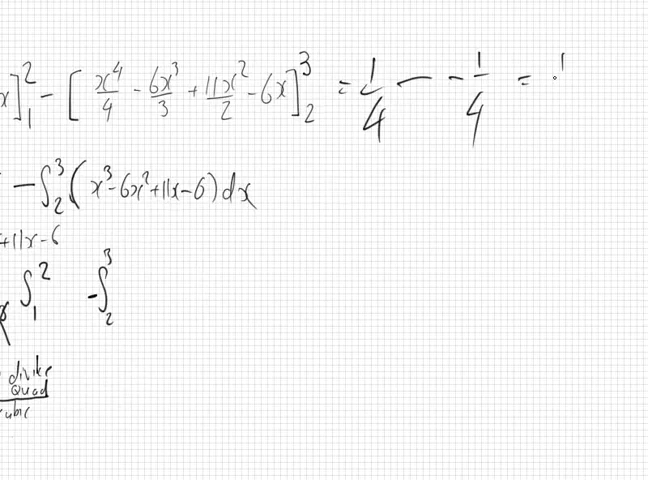 x]₁² - [x⁴/4 - 6x³/3 + 11x²/2 - 6x]₂³ = 1/4 - -1/4 =
- ∫₂³ (x³-6x²+11x-6) dx
+11x-6
∫₁² -∫₂³
divide
Quad
cubic